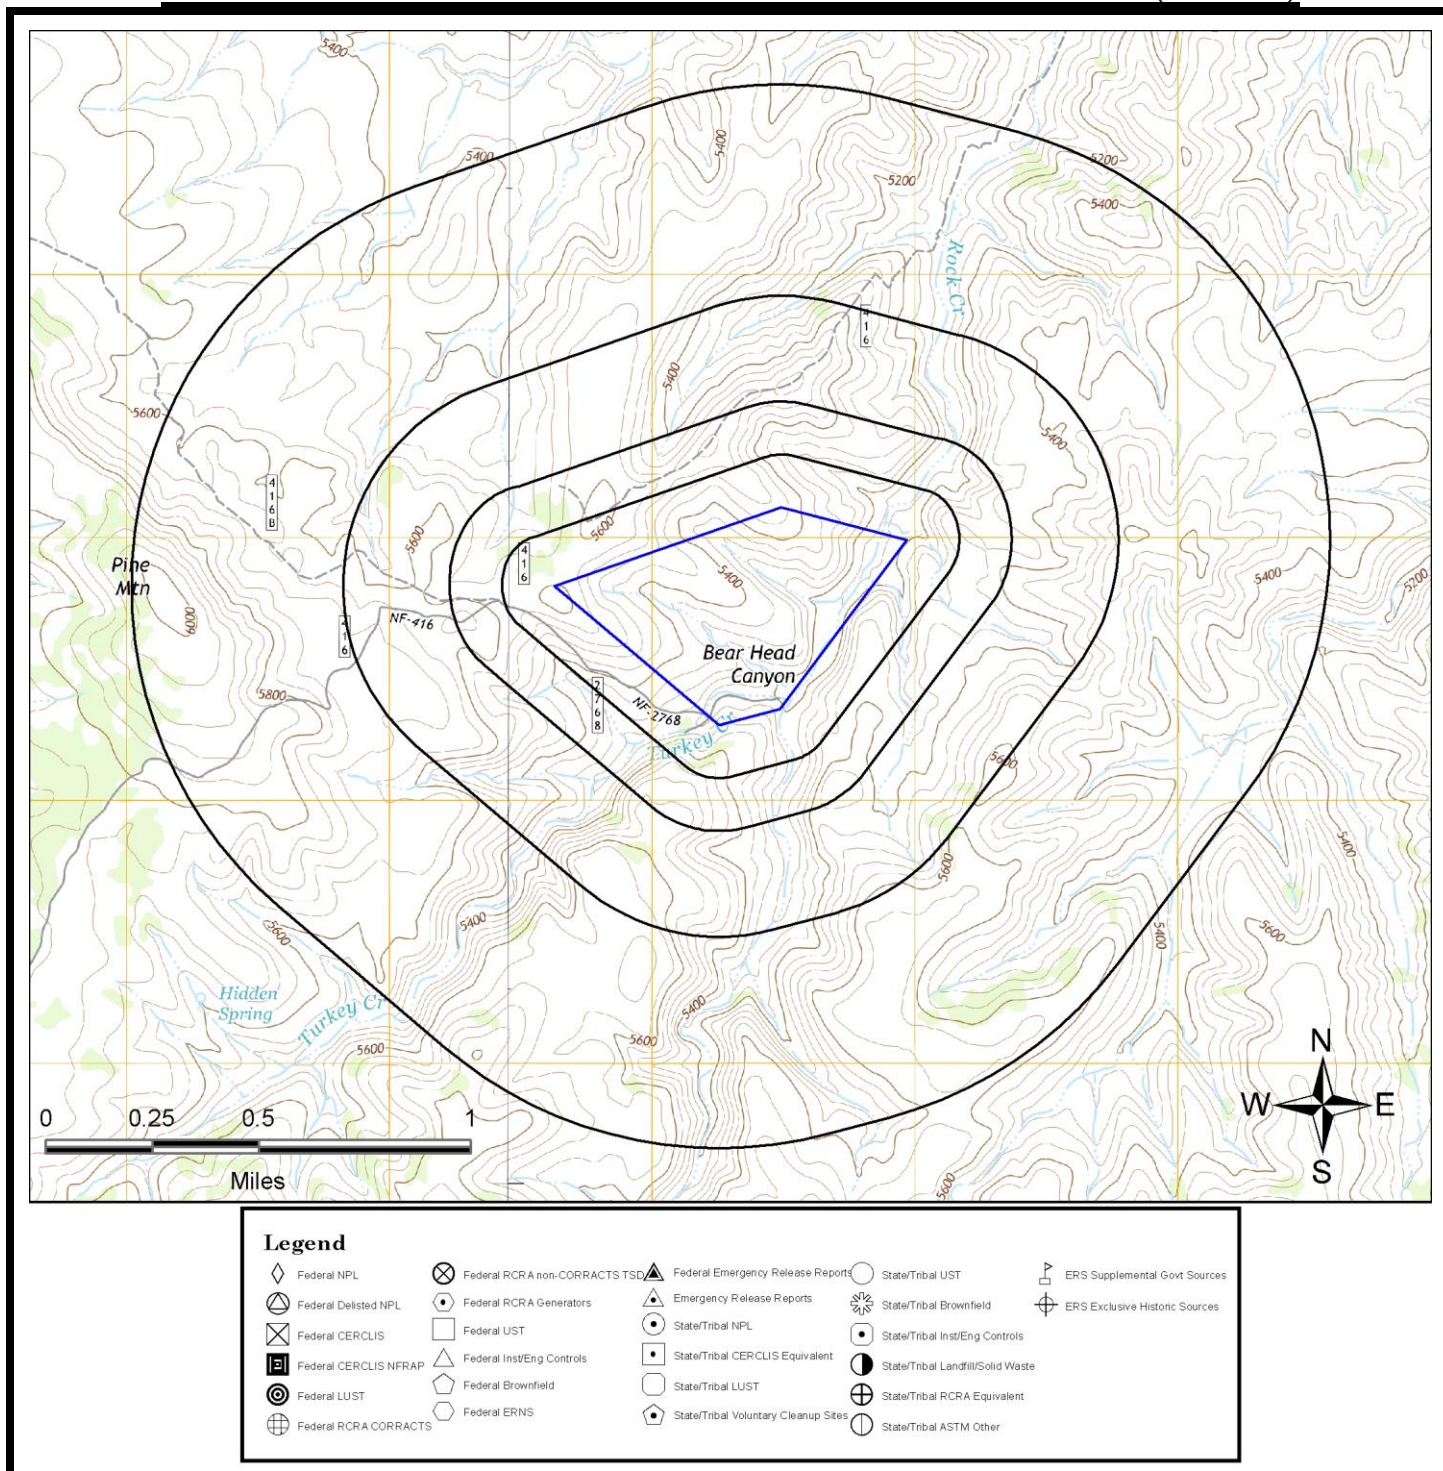 5400
5400
5400
5200
5200
5400
Rock Cr
416
5400
5600
5400
416B
5600
5600
416
5400
5400
5200
Pine
Mtn
6000
NF-416
416
Bear Head
Canyon
5800
2768
NF-2768
Turkey Cr
5600
5400
5600
5400
5600
5400
5600
Hidden
Spring
Turkey Cr
5400
5600
5600
5600
N
W E
S
0 0.25 0.5 1
Miles
Legend
Federal NPL
Federal Delisted NPL
Federal CERCLIS
Federal CERCLIS NFRAP
Federal LUST
Federal RCRA CORRACTS
Federal RCRA non-CORRACTS TSD
Federal RCRA Generators
Federal UST
Federal Inst/Eng Controls
Federal Brownfield
Federal ERNS
Federal Emergency Release Reports
Emergency Release Reports
State/Tribal NPL
State/Tribal CERCLIS Equivalent
State/Tribal LUST
State/Tribal Voluntary Cleanup Sites
State/Tribal UST
State/Tribal Brownfield
State/Tribal Inst/Eng Controls
State/Tribal Landfill/Solid Waste
State/Tribal RCRA Equivalent
State/Tribal ASTM Other
ERS Supplemental Govt Sources
ERS Exclusive Historic Sources